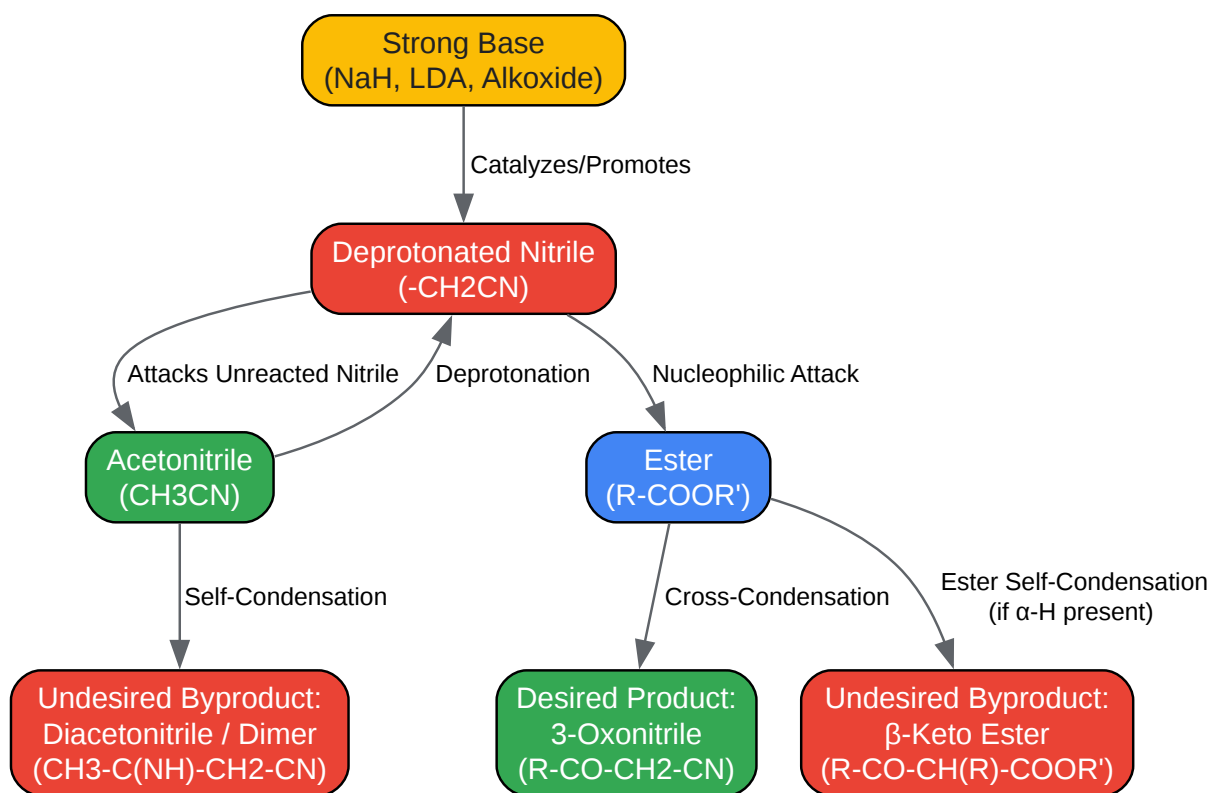 Strong Base
(NaH, LDA, Alkoxide)
Catalyzes/Promotes
Deprotonated Nitrile
(-CH2CN)
Attacks Unreacted Nitrile
Deprotonation
Nucleophilic Attack
Acetonitrile
(CH3CN)
Ester
(R-COOR')
Self-Condensation
Cross-Condensation
Ester Self-Condensation
(if α-H present)
Undesired Byproduct:
Diacetonitrile / Dimer
(CH3-C(NH)-CH2-CN)
Desired Product:
3-Oxonitrile
(R-CO-CH2-CN)
Undesired Byproduct:
β-Keto Ester
(R-CO-CH(R)-COOR')